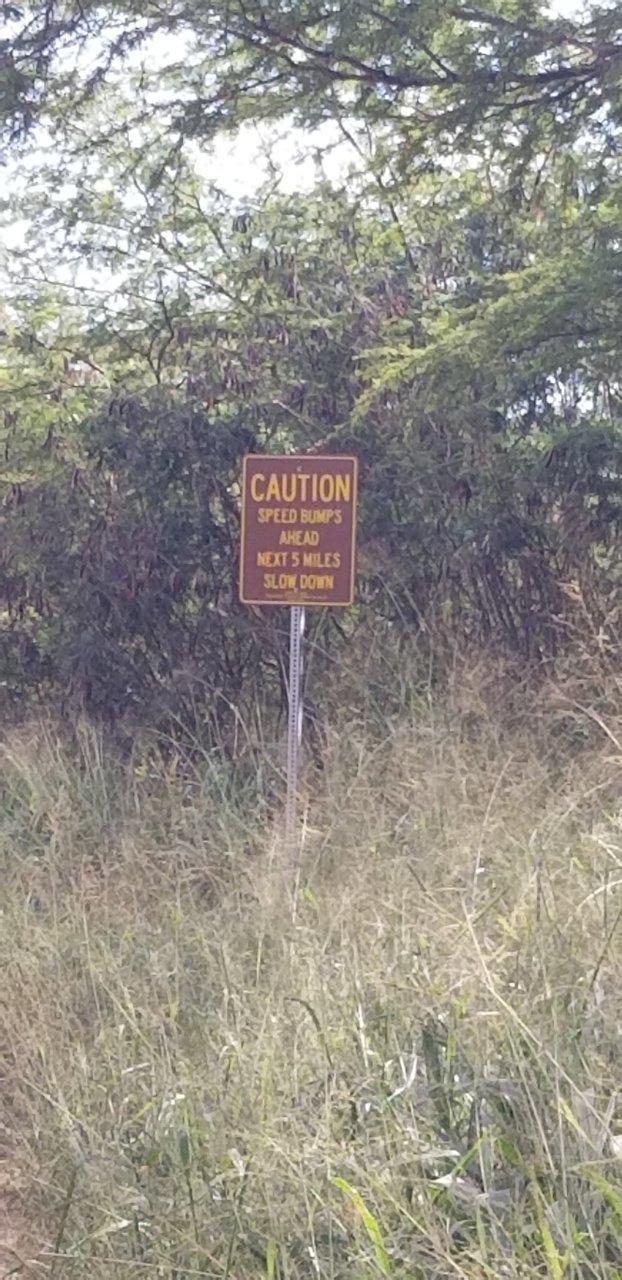 CAUTION
SPEED BUMPS
AHEAD
NEXT 5 MILES
SLOW DOWN